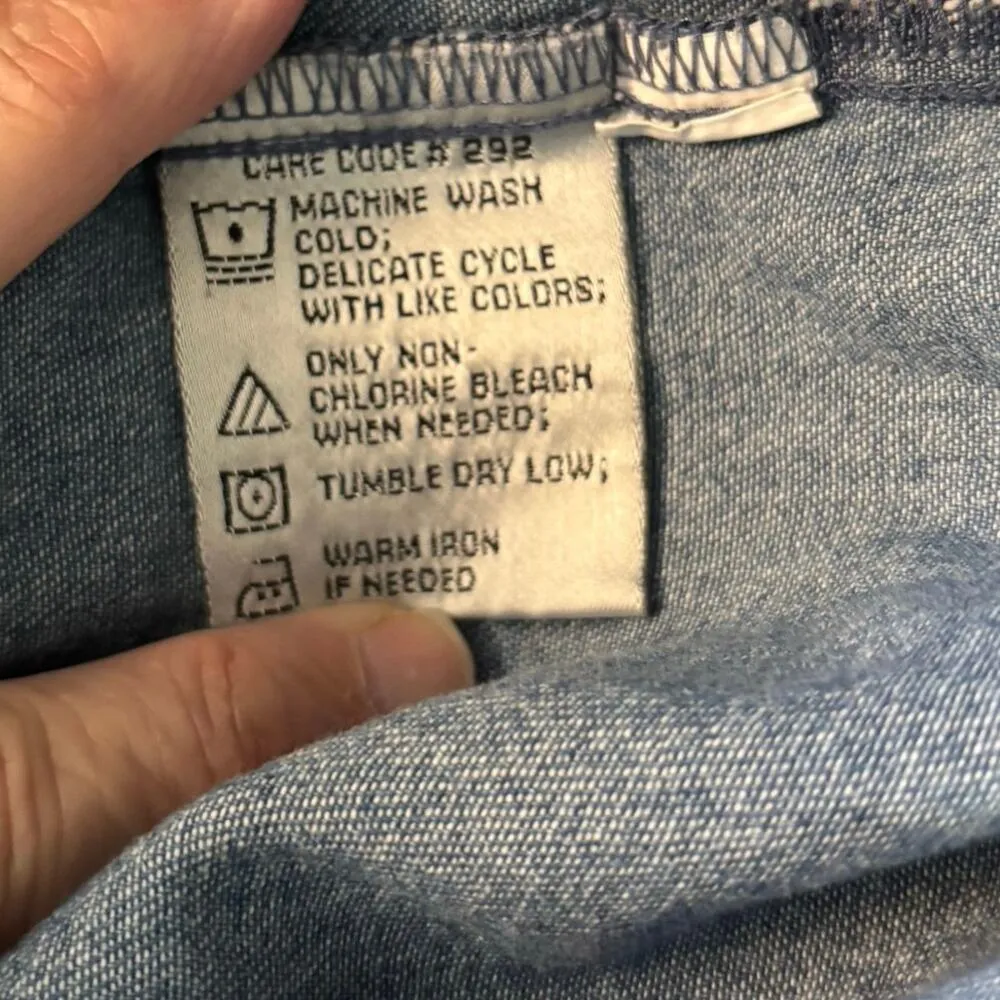 CARE CODE # 292
MACHINE WASH
COLD;
DELICATE CYCLE
WITH LIKE COLORS;
ONLY NON-
CHLORINE BLEACH
WHEN NEEDED;
TUMBLE DRY LOW;
WARM IRON
IF NEEDED